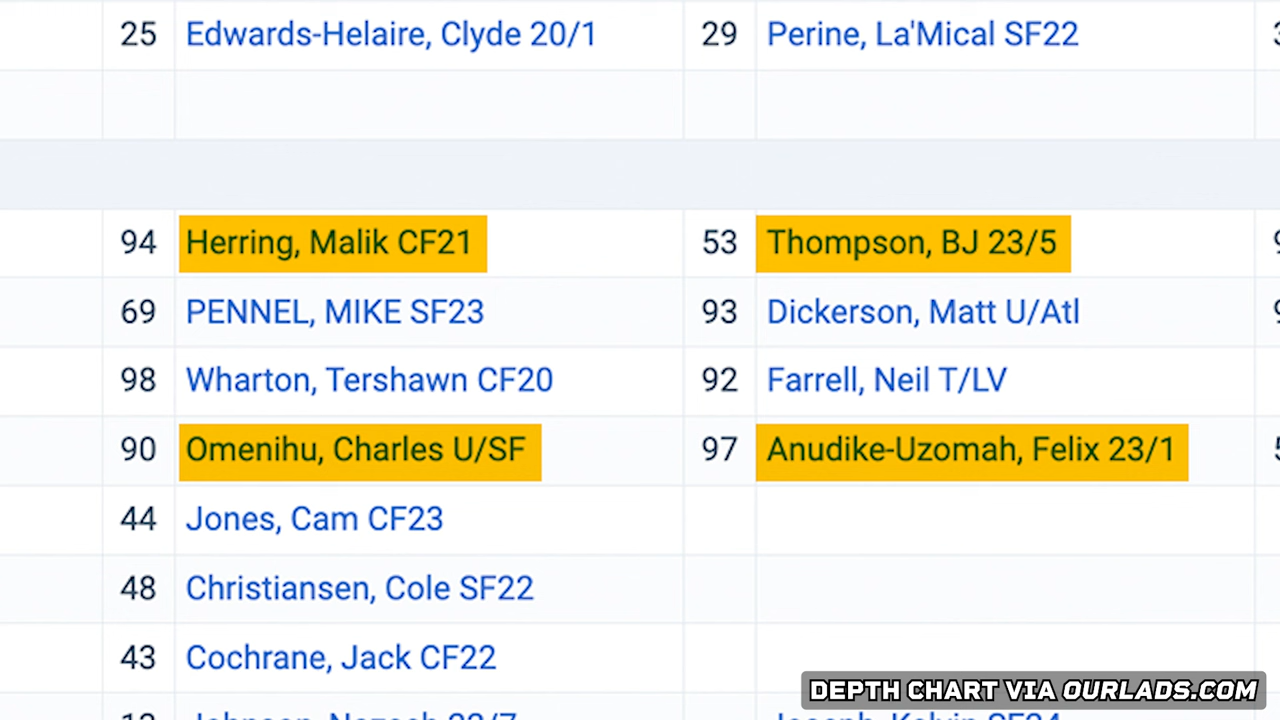 25 Edwards-Helaire, Clyde 20/1 29 Perine, La'Mical SF22
94 Herring, Malik CF21 53 Thompson, BJ 23/5
69 PENNEL, MIKE SF23 93 Dickerson, Matt U/Atl
98 Wharton, Tershawn CF20 92 Farrell, Neil T/LV
90 Omenihu, Charles U/SF 97 Anudike-Uzomah, Felix 23/1
44 Jones, Cam CF23
48 Christiansen, Cole SF22
43 Cochrane, Jack CF22
DEPTH CHART VIA OURLADS.COM